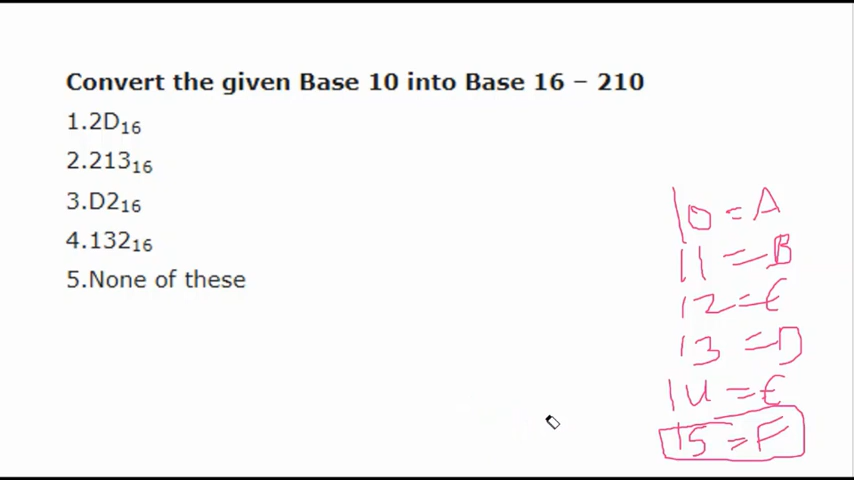 Convert the given Base 10 into Base 16 – 210
1.2D₁₆
2.213₁₆
3.D2₁₆
4.132₁₆
5.None of these
10 = A
11 = B
12 = C
13 = D
14 = E
15 = F